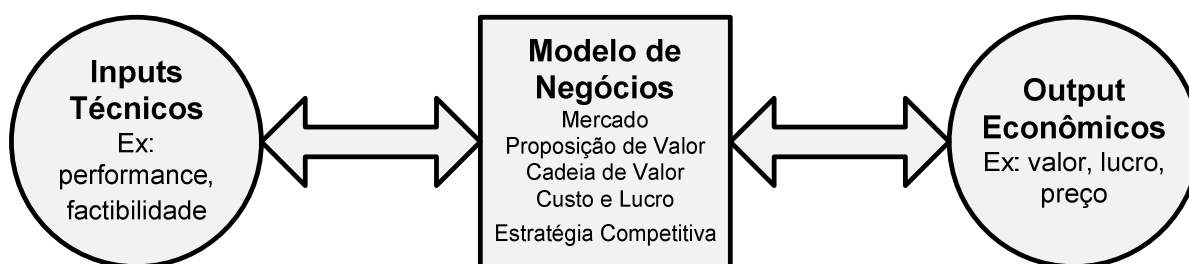 Inputs
Técnicos
Ex:
performance,
factibilidade
Modelo de
Negócios
Mercado
Proposição de Valor
Cadeia de Valor
Custo e Lucro
Estratégia Competitiva
Output
Econômicos
Ex: valor, lucro,
preço